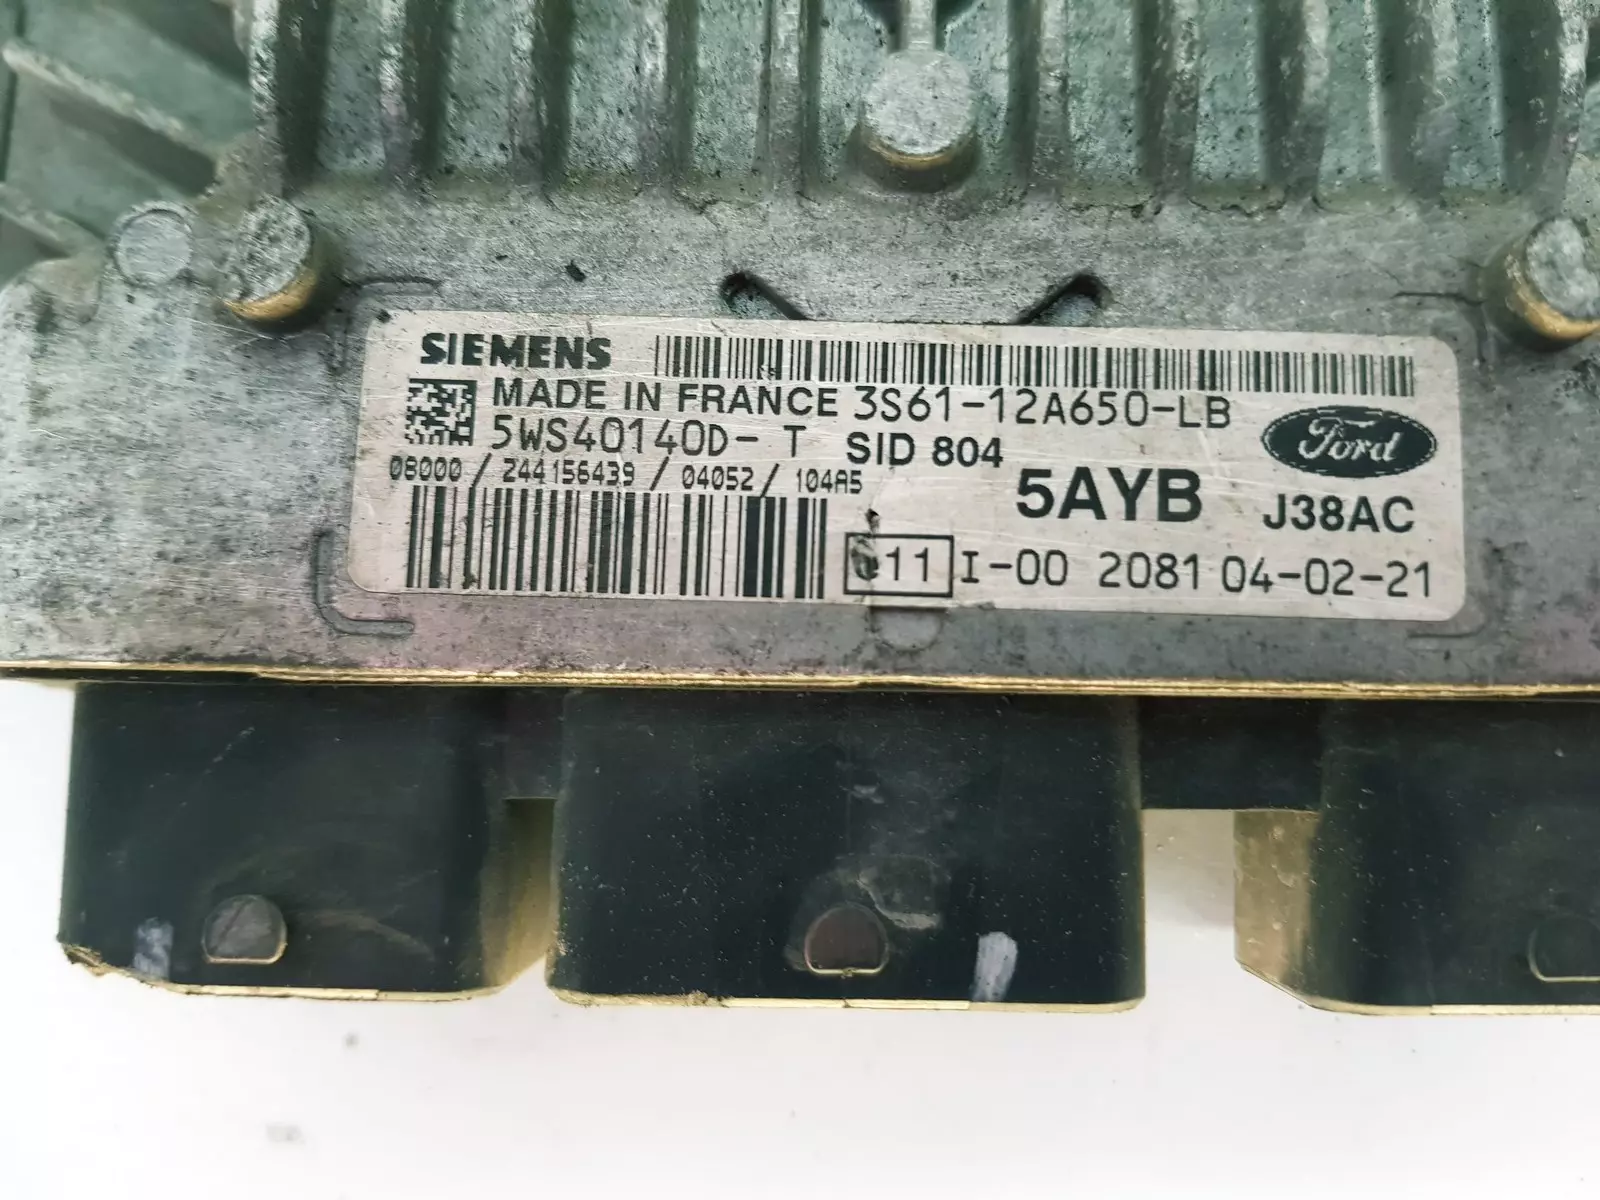 SIEMENS
MADE IN FRANCE 3S61-12A650-LB
5WS40140D-T SID 804
Ford
08000/244156439/04052/104A5
5AYB J38AC
11 I-00 2081 04-02-21